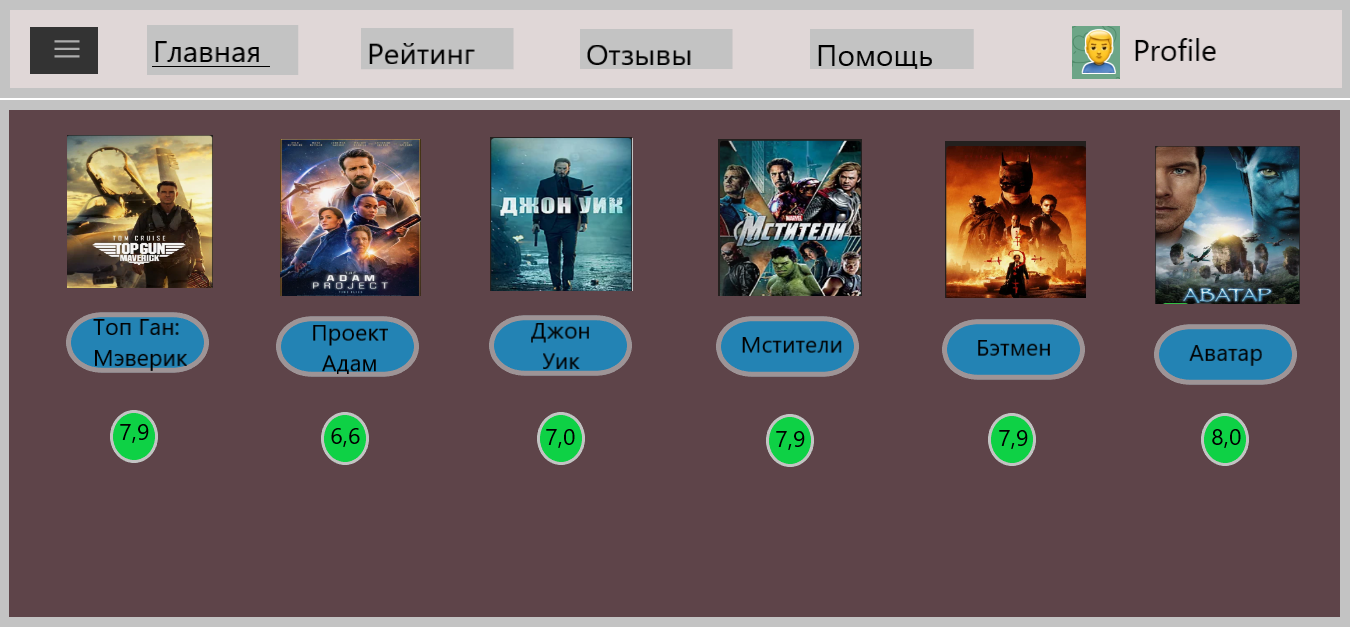 Главная
Рейтинг
Отзывы
Помощь
Profile
TOM CRUISE
TOP GUN
MAVERICK
THE
ADAM
PROJECT
ДЖОН УИК
MARVEL
МСТИТЕЛИ
АВАТАР
Топ Ган:
Мэверик
Проект
Адам
Джон
Уик
Мстители
Бэтмен
Аватар
7,9
6,6
7,0
7,9
7,9
8,0